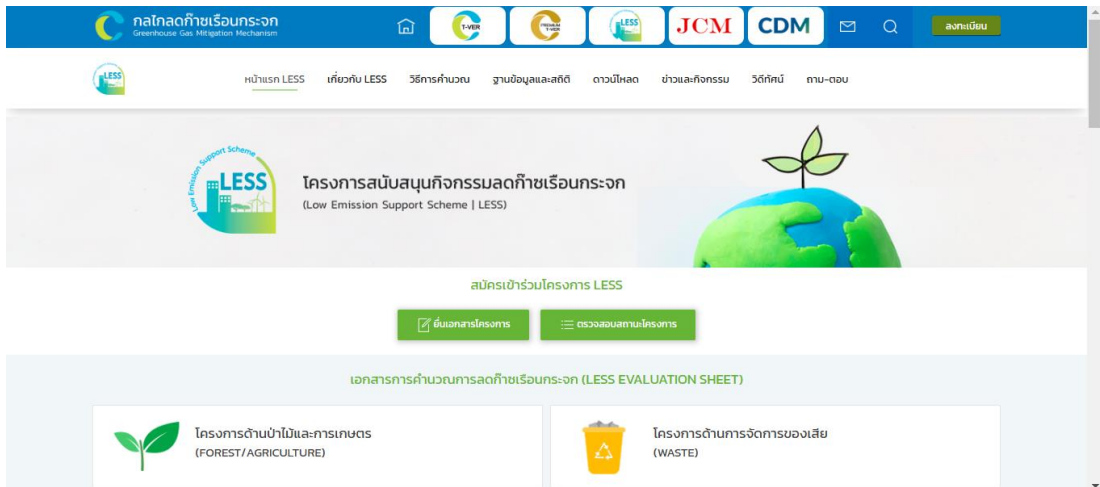 กลไกลดก๊าซเรือนกระจก
Greenhouse Gas Mitigation Mechanism
T-VER
PREMIUM T-VER
LESS
JCM
CDM
ลงทะเบียน
LESS
หน้าแรก LESS
เกี่ยวกับ LESS
วิธีการคำนวณ
ฐานข้อมูลและสถิติ
ดาวน์โหลด
ข่าวและกิจกรรม
วิดีทัศน์
ถาม-ตอบ
Low Emission Support Scheme
LESS
โครงการสนับสนุนกิจกรรมลดก๊าซเรือนกระจก
(Low Emission Support Scheme | LESS)
สมัครเข้าร่วมโครงการ LESS
ยื่นเอกสารโครงการ
ตรวจสอบสถานะโครงการ
เอกสารการคำนวณการลดก๊าซเรือนกระจก (LESS EVALUATION SHEET)
โครงการด้านป่าไม้และการเกษตร
(FOREST/AGRICULTURE)
โครงการด้านการจัดการของเสีย
(WASTE)